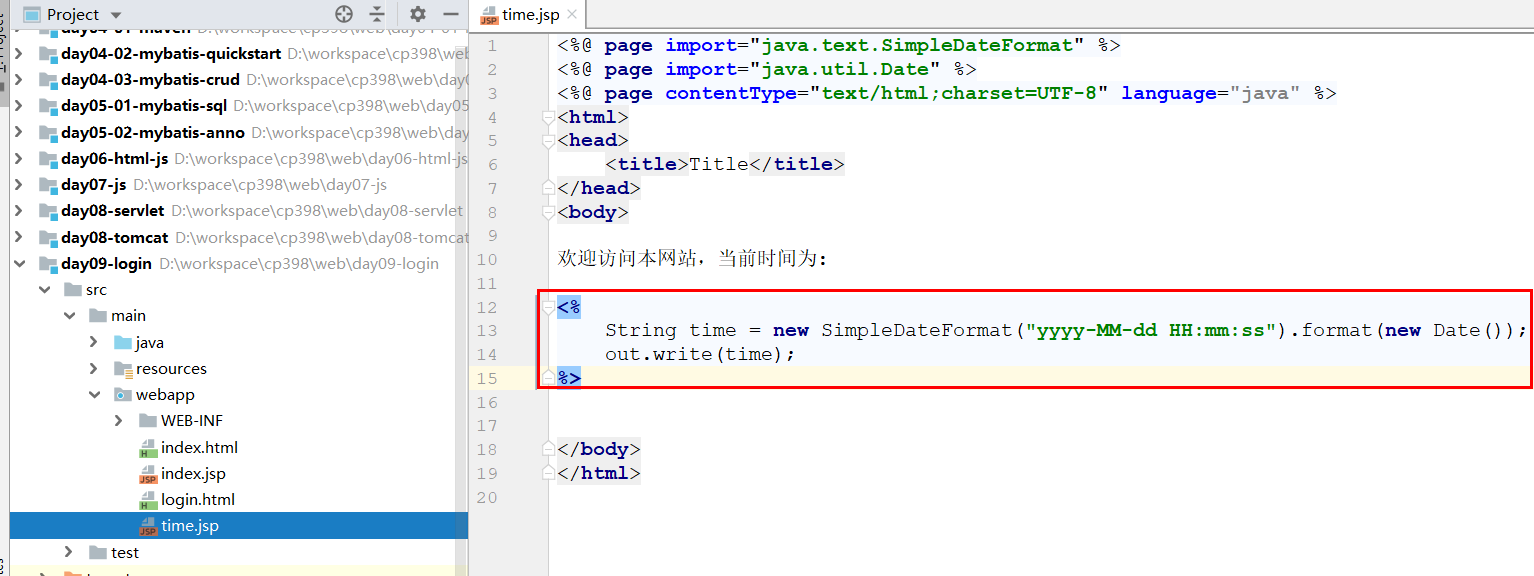 Project
time.jsp
day04-02-mybatis-quickstart D:\workspace\cp398\web
day04-03-mybatis-crud D:\workspace\cp398\web\day0
day05-01-mybatis-sql D:\workspace\cp398\web\day05
day05-02-mybatis-anno D:\workspace\cp398\web\day
day06-html-js D:\workspace\cp398\web\day06-html-js
day07-js D:\workspace\cp398\web\day07-js
day08-servlet D:\workspace\cp398\web\day08-servlet
day08-tomcat D:\workspace\cp398\web\day08-tomcat
day09-login D:\workspace\cp398\web\day09-login
src
main
java
resources
webapp
WEB-INF
index.html
index.jsp
login.html
time.jsp
test
1 <%@ page import="java.text.SimpleDateFormat" %>
2 <%@ page import="java.util.Date" %>
3 <%@ page contentType="text/html;charset=UTF-8" language="java" %>
4 <html>
5 <head>
6 <title>Title</title>
7 </head>
8 <body>
9
10 欢迎访问本网站，当前时间为：
11
12 <%
13 String time = new SimpleDateFormat("yyyy-MM-dd HH:mm:ss").format(new Date());
14 out.write(time);
15 %>
16
17
18 </body>
19 </html>
20